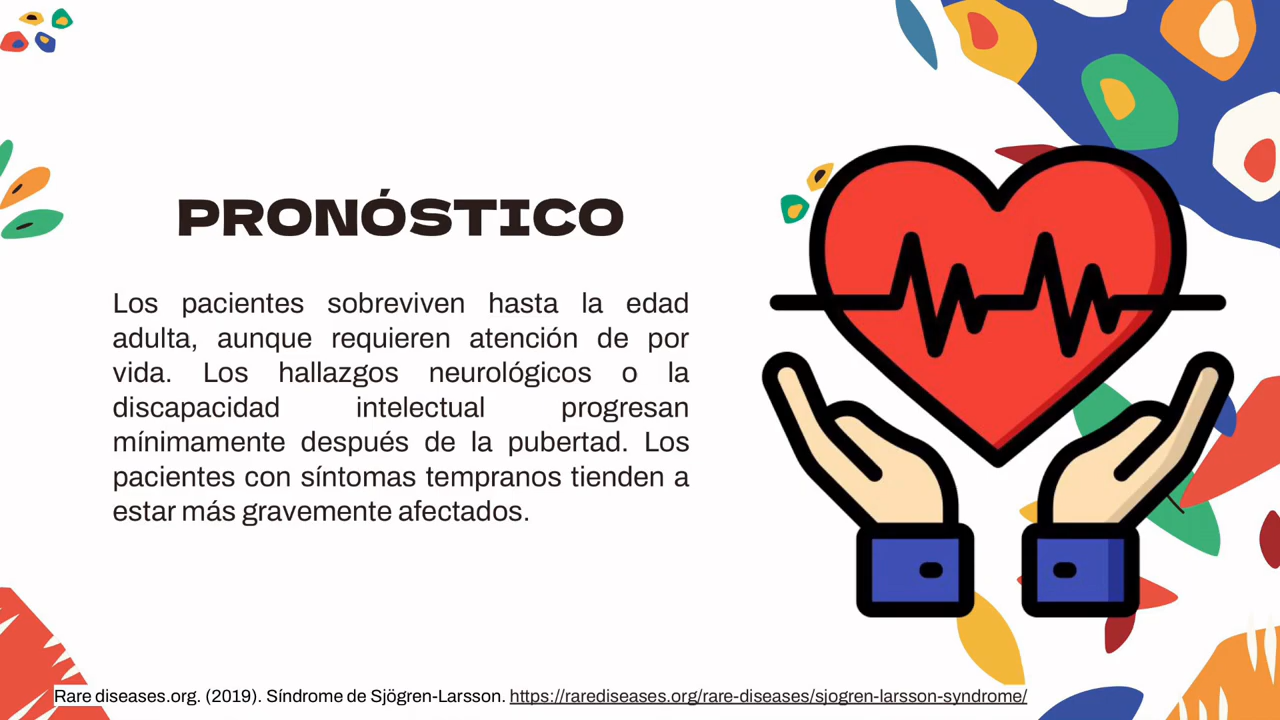 PRONÓSTICO
Los pacientes sobreviven hasta la edad
adulta, aunque requieren atención de por
vida. Los hallazgos neurológicos o la
discapacidad intelectual progresan
mínimamente después de la pubertad. Los
pacientes con síntomas tempranos tienden a
estar más gravemente afectados.
Rare diseases.org. (2019). Síndrome de Sjögren-Larsson. https://rarediseases.org/rare-diseases/sjogren-larsson-syndrome/